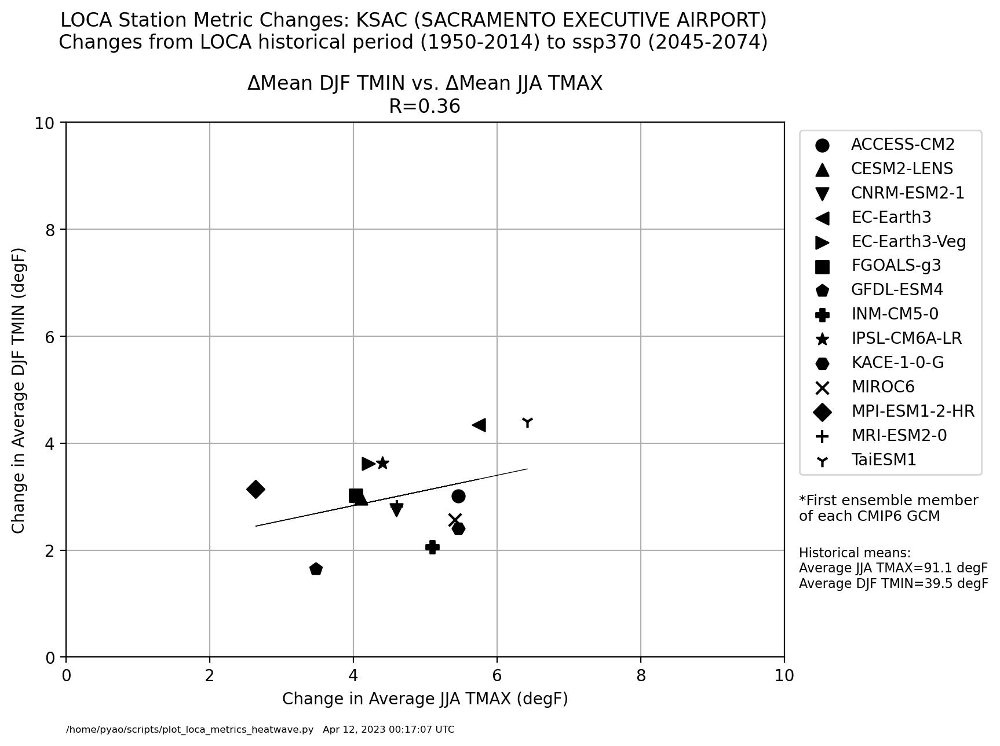 LOCA Station Metric Changes: KSAC (SACRAMENTO EXECUTIVE AIRPORT)
Changes from LOCA historical period (1950-2014) to ssp370 (2045-2074)
ΔMean DJF TMIN vs. ΔMean JJA TMAX
R=0.36
Change in Average DJF TMIN (degF)
10
8
6
4
2
0
0 2 4 6 8 10
Change in Average JJA TMAX (degF)
ACCESS-CM2
CESM2-LENS
CNRM-ESM2-1
EC-Earth3
EC-Earth3-Veg
FGOALS-g3
GFDL-ESM4
INM-CM5-0
IPSL-CM6A-LR
KACE-1-0-G
MIROC6
MPI-ESM1-2-HR
MRI-ESM2-0
TaiESM1
*First ensemble member
of each CMIP6 GCM
Historical means:
Average JJA TMAX=91.1 degF
Average DJF TMIN=39.5 degF
/home/pyao/scripts/plot_loca_metrics_heatwave.py   Apr 12, 2023 00:17:07 UTC